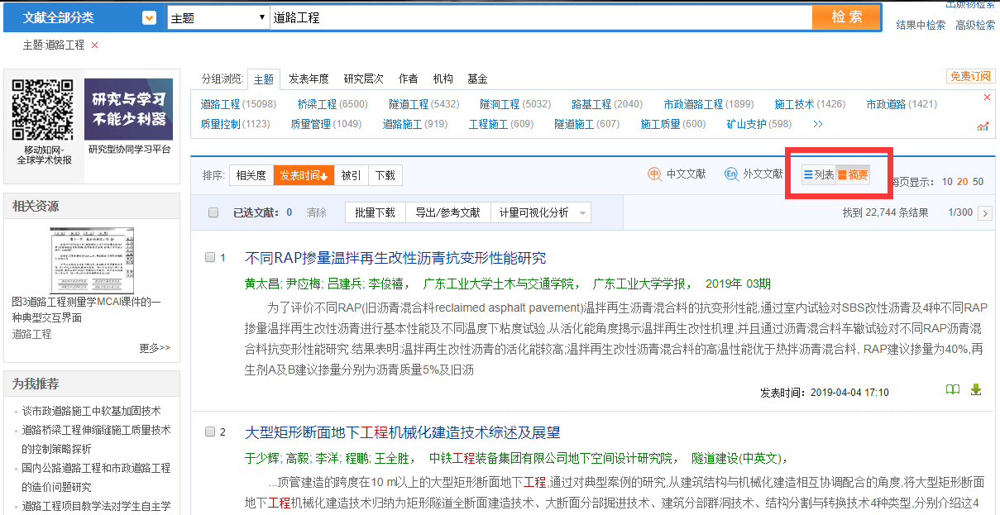 文献全部分类 主题 道路工程 检 索
出版物检索
结果中检索 高级检索
主题:道路工程 ×
研究与学习
不能少利器
移动知网-
全球学术快报
研究型协同学习平台
相关资源
图3道路工程测量学MCAI课件的一
种典型交互界面
道路工程
更多>>
为我推荐
谈市政道路施工中软基加固技术
道路桥梁工程伸缩缝施工质量技术
的控制策略探析
国内公路道路工程和市政道路工程
的造价问题研究
道路工程项目教学法对学生自主学
分组浏览: 主题 发表年度 研究层次 作者 机构 基金 免费订阅
道路工程(15098) 桥梁工程(6500) 隧道工程(5432) 隧洞工程(5032) 路基工程(2040) 市政道路工程(1899) 施工技术(1426) 市政道路(1421) ×
质量控制(1123) 质量管理(1049) 道路施工(919) 工程施工(609) 隧道施工(607) 施工质量(600) 矿山支护(598) >>
排序: 相关度 发表时间↓ 被引 下载 中 中文文献 En 外文文献 列表 摘要 每页显示: 10 20 50
已选文献: 0 清除 批量下载 导出/参考文献 计量可视化分析 找到 22,744 条结果 1/300 >
1 不同RAP掺量温拌再生改性沥青抗变形性能研究
黄太昌; 尹应梅; 吕建兵; 李俊禧, 广东工业大学土木与交通学院, 广东工业大学学报, 2019年 03期
为了评价不同RAP(旧沥青混合料reclaimed asphalt pavement)温拌再生沥青混合料的抗变形性能,通过室内试验对SBS改性沥青及4种不同RAP
掺量温拌再生改性沥青进行基本性能及不同温度下粘度试验,从活化能角度揭示温拌再生改性机理,并且通过沥青混合料车辙试验对不同RAP沥青混
合料抗变形性能研究.结果表明:温拌再生改性沥青的活化能较高;温拌再生改性沥青混合料的高温性能优于热拌沥青混合料, RAP建议掺量为40%,再
生剂A及B建议掺量分别为沥青质量5%及旧沥
发表时间: 2019-04-04 17:10
2 大型矩形断面地下工程机械化建造技术综述及展望
于少辉; 高毅; 李洋; 程鹏; 王全胜, 中铁工程装备集团有限公司地下空间设计研究院, 隧道建设(中英文),
...顶管建造的跨度在10 m以上的大型矩形断面地下工程,通过对典型案例的研究,从建筑结构与机械化建造相互协调配合的角度,将大型矩形断面
地下工程机械化建造技术归纳为矩形隧道全断面建造技术、大断面分部掘进技术、建筑分部群洞技术、结构分割与转换技术4种类型,分别介绍这4